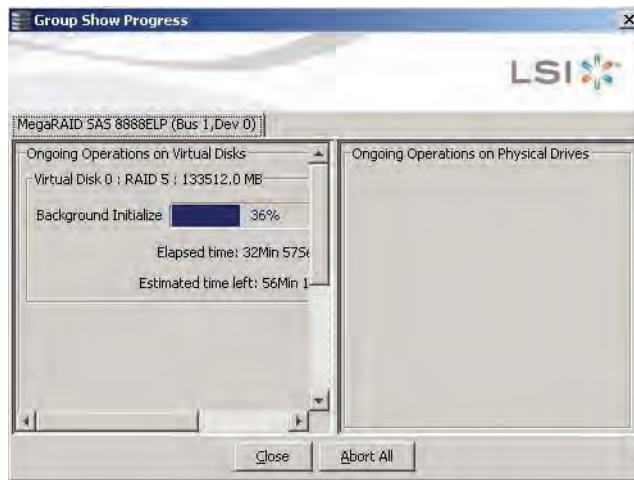 Group Show Progress
LSI
MegaRAID SAS 8888ELP (Bus 1,Dev 0)
Ongoing Operations on Virtual Disks
Virtual Disk 0 : RAID 5 : 133512.0 MB
Background Initialize 36%
Elapsed time: 32Min 57Se
Estimated time left: 56Min 1
Ongoing Operations on Physical Drives
Close
Abort All